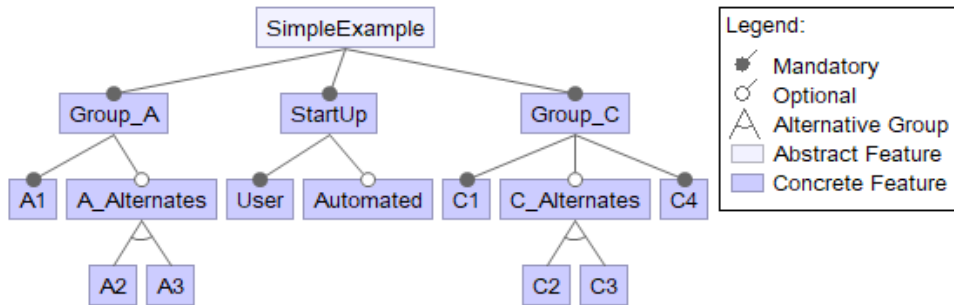 SimpleExample
Group_A
StartUp
Group_C
A1
A_Alternates
User
Automated
C1
C_Alternates
C4
A2
A3
C2
C3
Legend:
Mandatory
Optional
Alternative Group
Abstract Feature
Concrete Feature